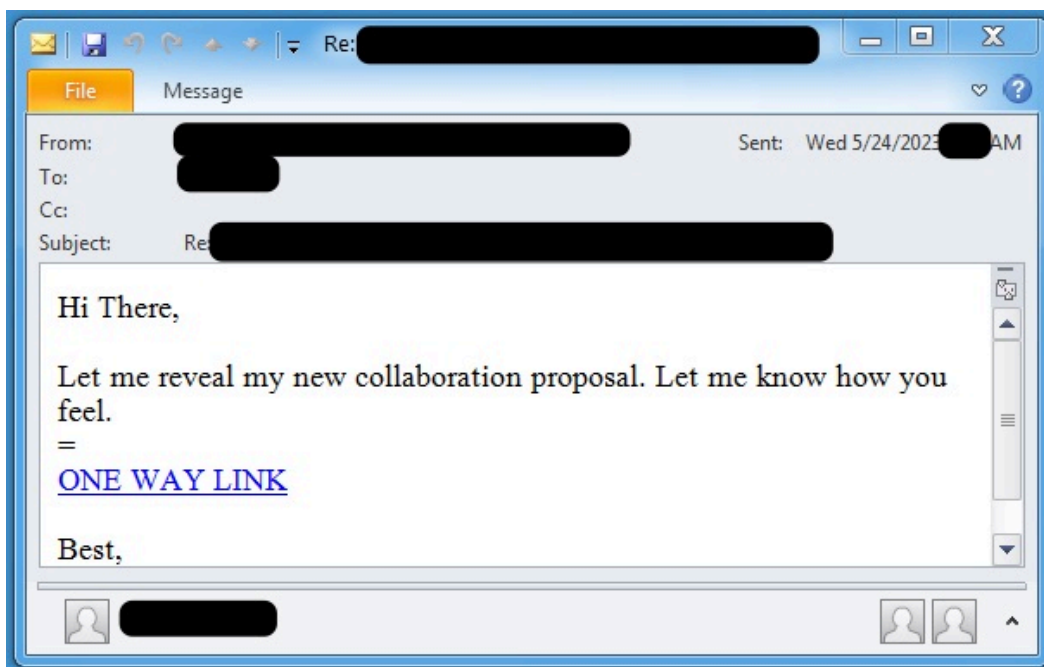 Re:
File Message
From:
Sent: Wed 5/24/2023 AM
To:
Cc:
Subject: Re:
Hi There,
Let me reveal my new collaboration proposal. Let me know how you
feel.
=
ONE WAY LINK
Best,